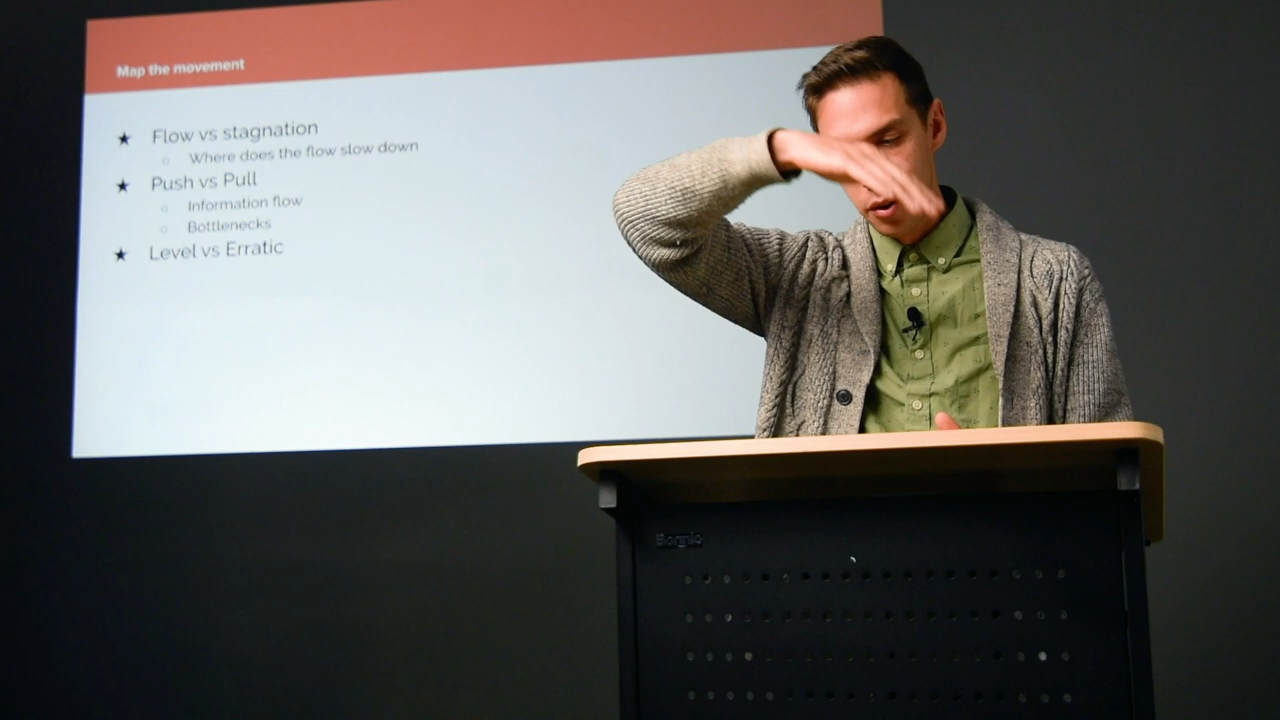 Map the movement
★ Flow vs stagnation
○ Where does the flow slow down
★ Push vs Pull
○ Information flow
○ Bottlenecks
★ Level vs Erratic